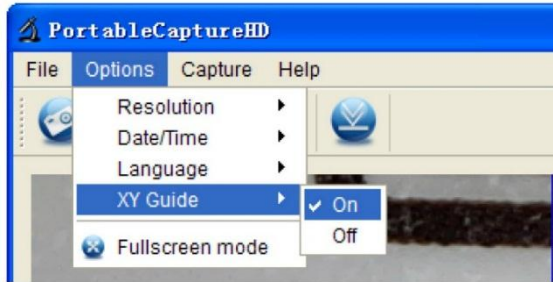 PortableCaptureHD
File Options Capture Help
Resolution
Date/Time
Language
XY Guide
On
Off
Fullscreen mode